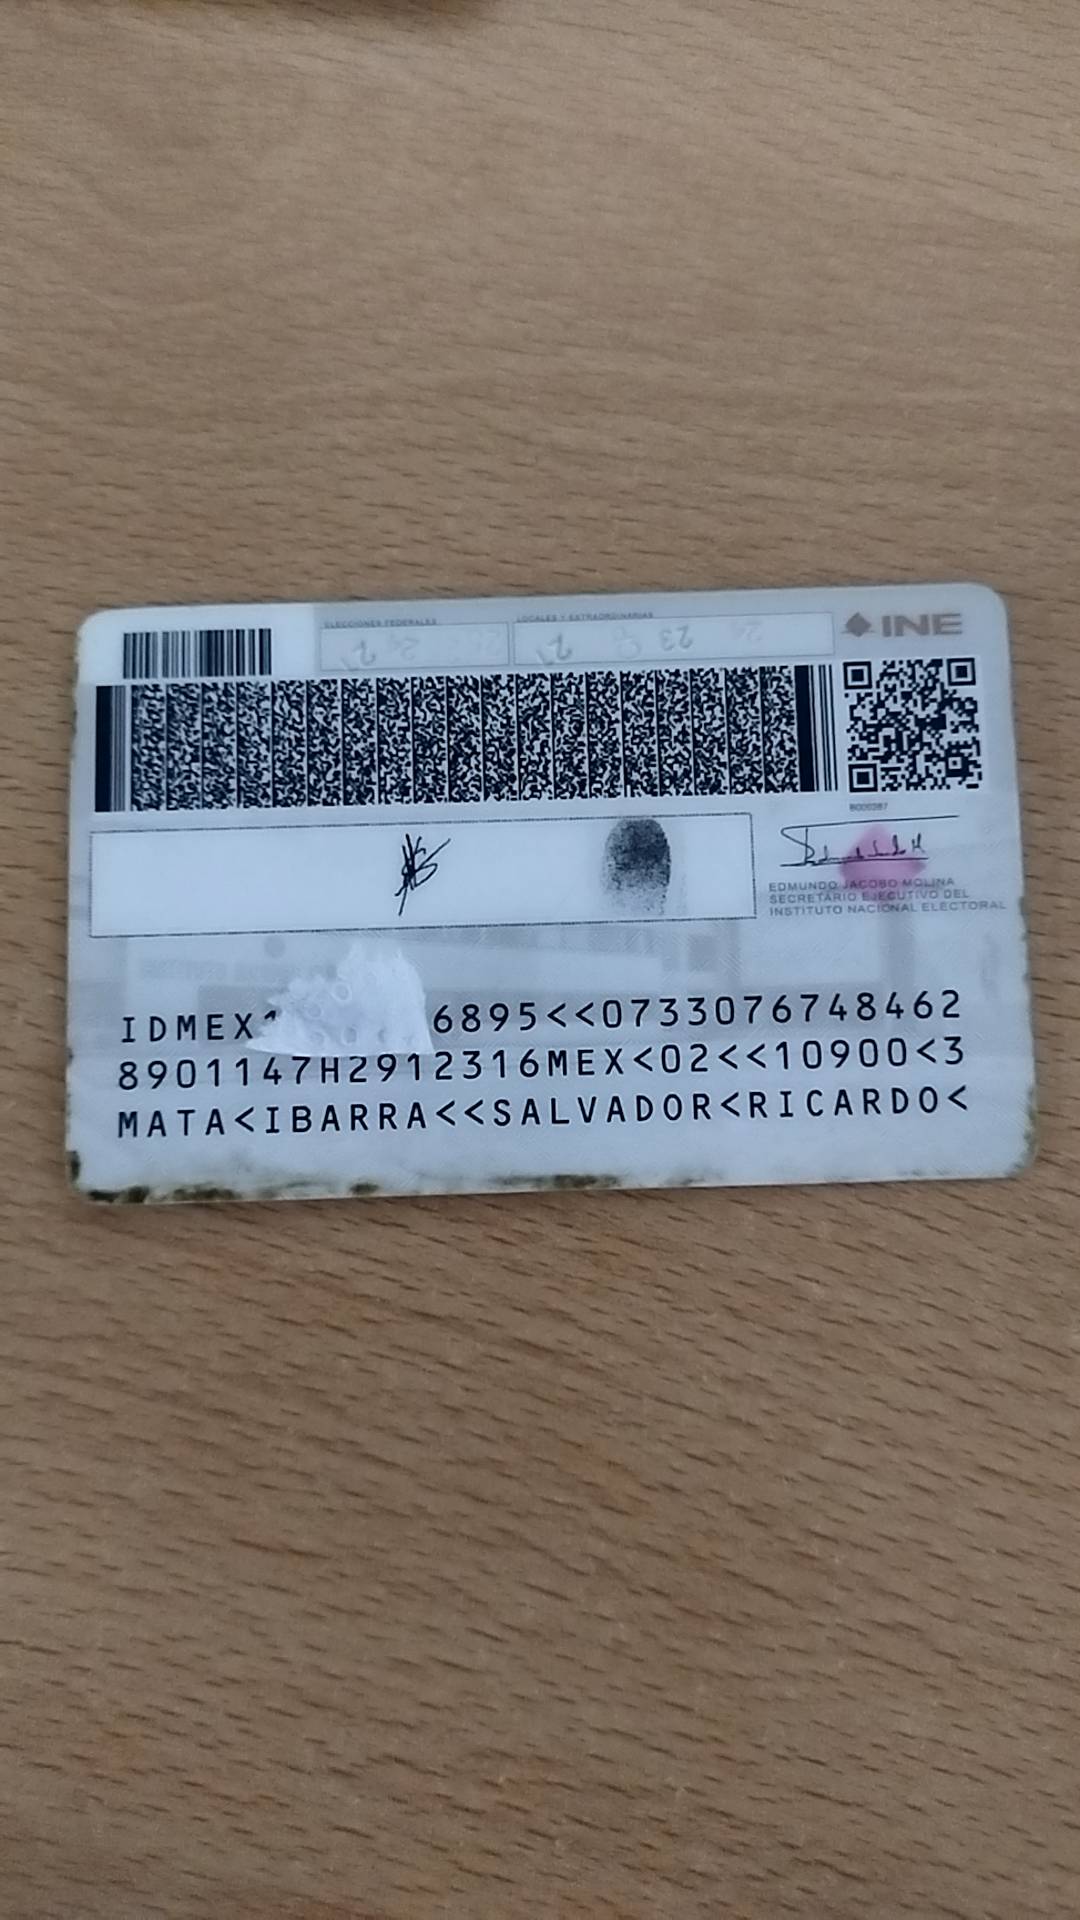 ELECCIONES FEDERALES
LOCALES Y EXTRAORDINARIAS
INE
EDMUNDO JACOBO MOLINA
SECRETARIO EJECUTIVO DEL
INSTITUTO NACIONAL ELECTORAL
IDMEX 6895<<0733076748462
8901147H2912316MEX<02<<10900<3
MATA<IBARRA<<SALVADOR<RICARDO<